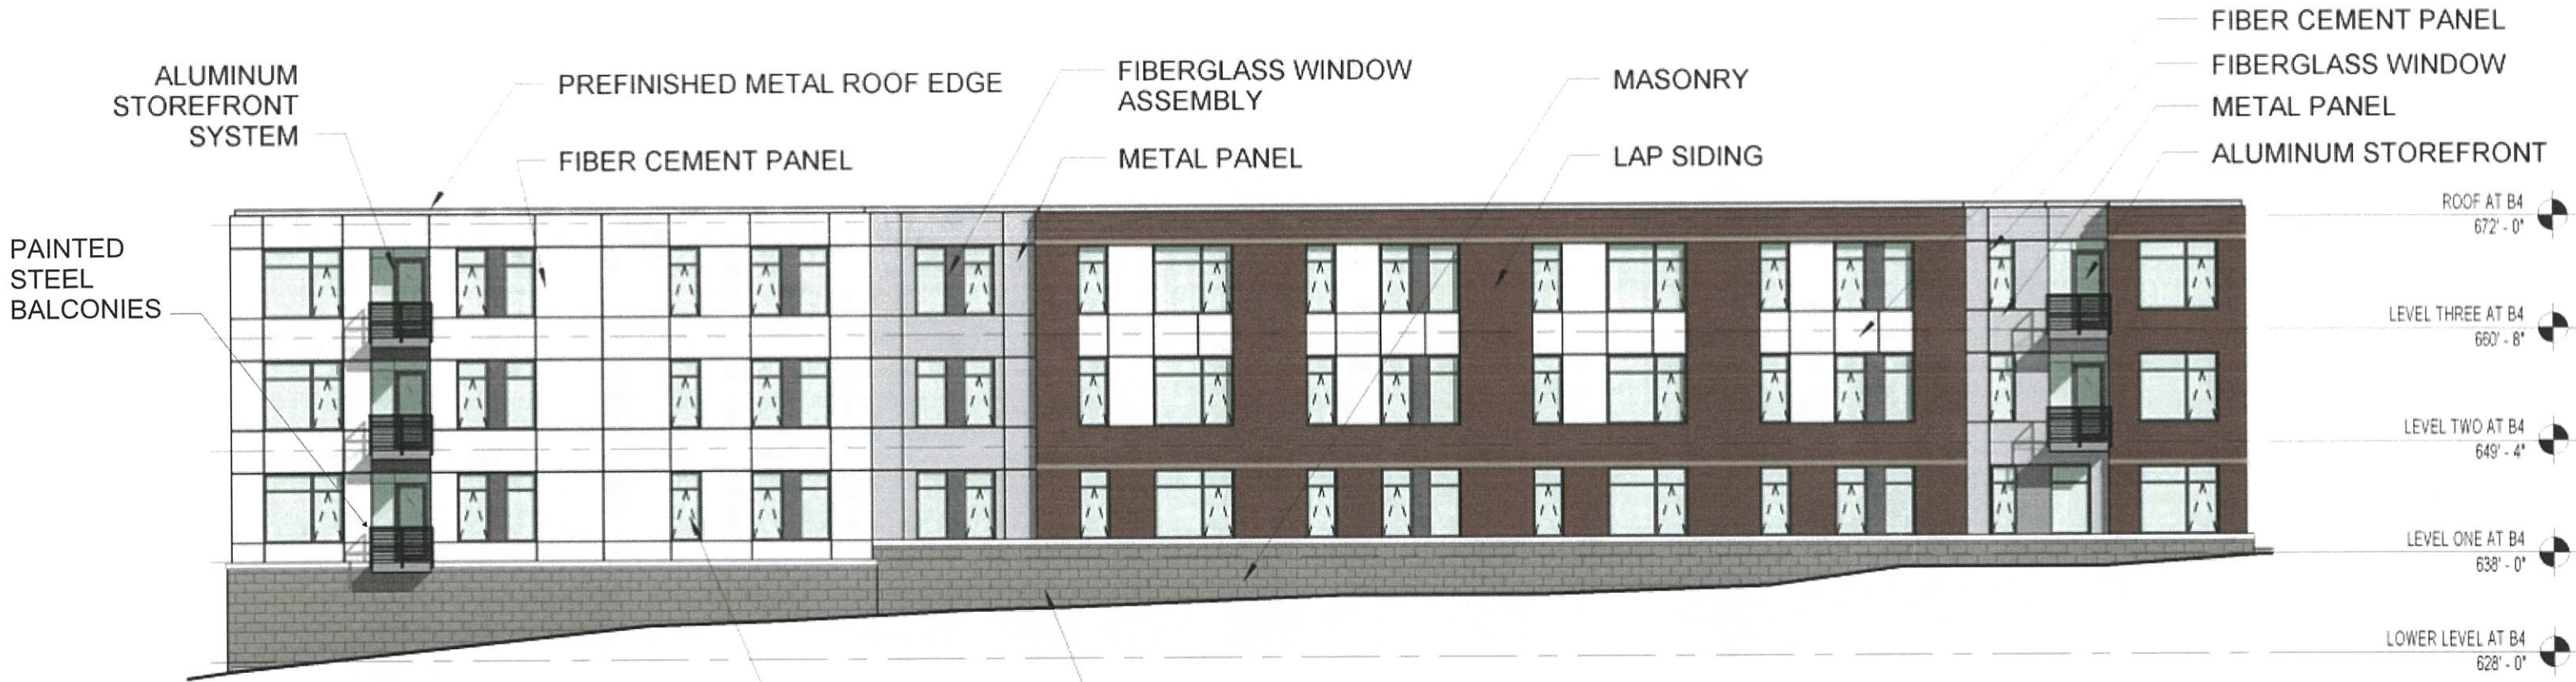 FIBER CEMENT PANEL
FIBERGLASS WINDOW
METAL PANEL
ALUMINUM STOREFRONT
ALUMINUM
STOREFRONT
SYSTEM
PREFINISHED METAL ROOF EDGE
FIBER CEMENT PANEL
FIBERGLASS WINDOW
ASSEMBLY
METAL PANEL
MASONRY
LAP SIDING
PAINTED
STEEL
BALCONIES
ROOF AT B4
672' - 0"
LEVEL THREE AT B4
660' - 8"
LEVEL TWO AT B4
649' - 4"
LEVEL ONE AT B4
638' - 0"
LOWER LEVEL AT B4
628' - 0"